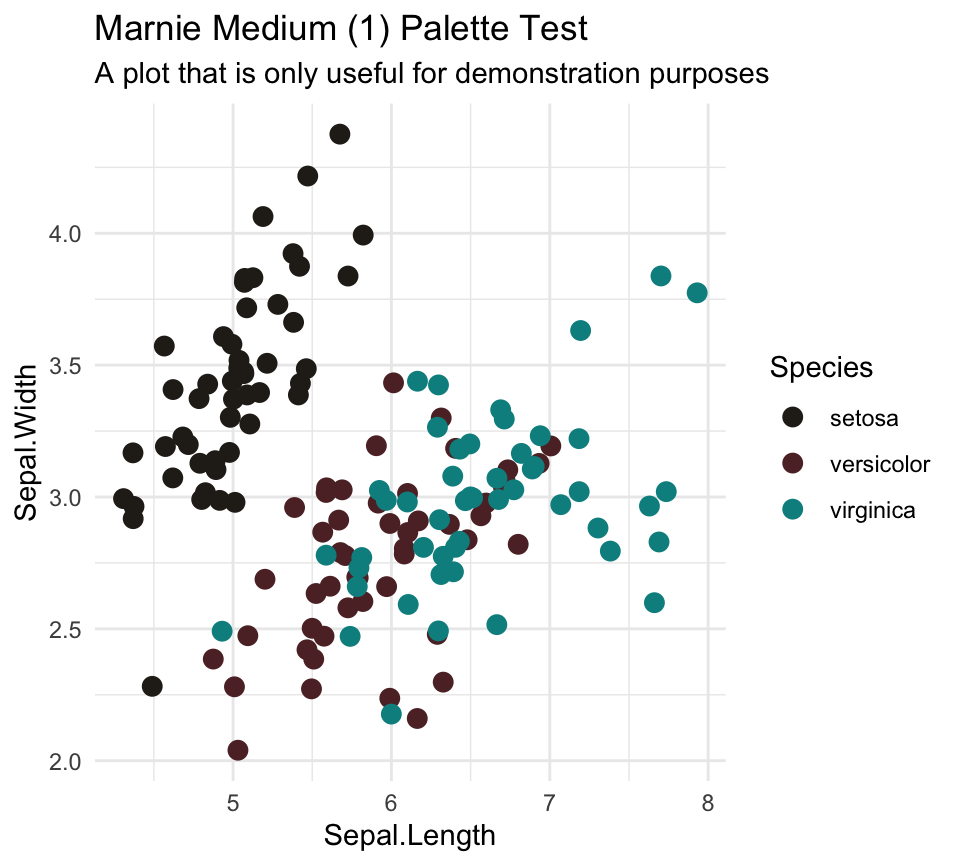 Marnie Medium (1) Palette Test
A plot that is only useful for demonstration purposes
Sepal.Width
4.0
3.5
3.0
2.5
2.0
5
6
7
8
Sepal.Length
Species
setosa
versicolor
virginica